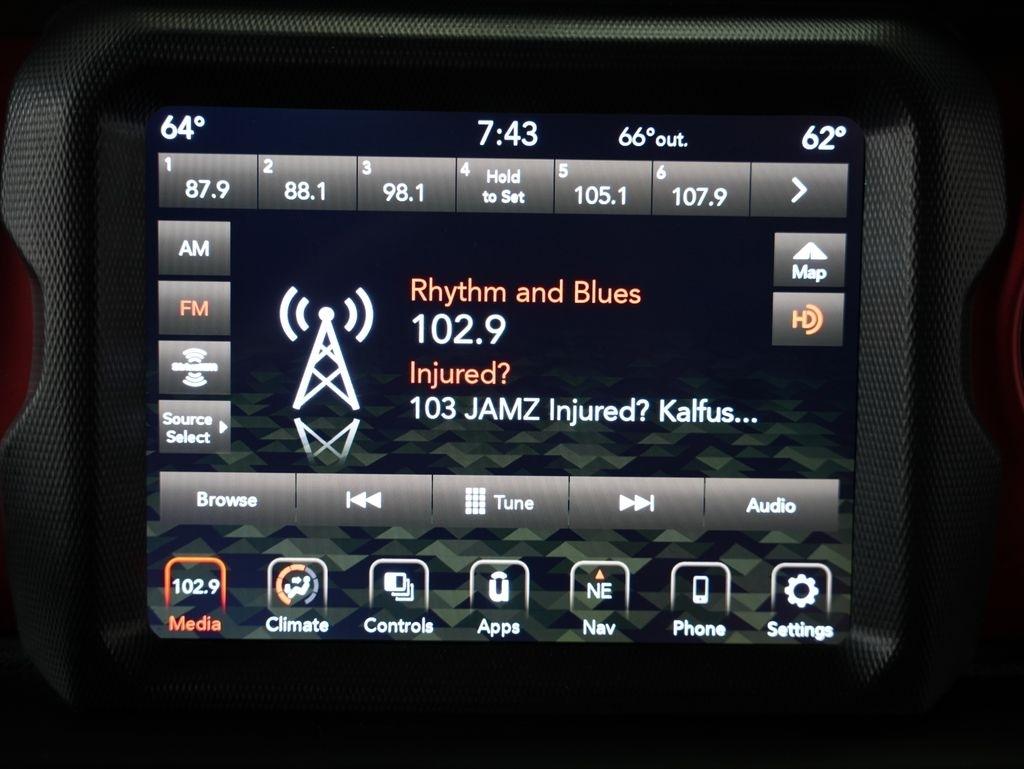 64° 7:43 66°out. 62°
1 87.9 2 88.1 3 98.1 4 Hold to Set 5 105.1 6 107.9
AM
Map
Rhythm and Blues
FM
HD
102.9
Injured?
103 JAMZ Injured? Kalfus...
Source
Select
Browse Tune Audio
102.9 NE
Media Climate Controls Apps Nav Phone Settings